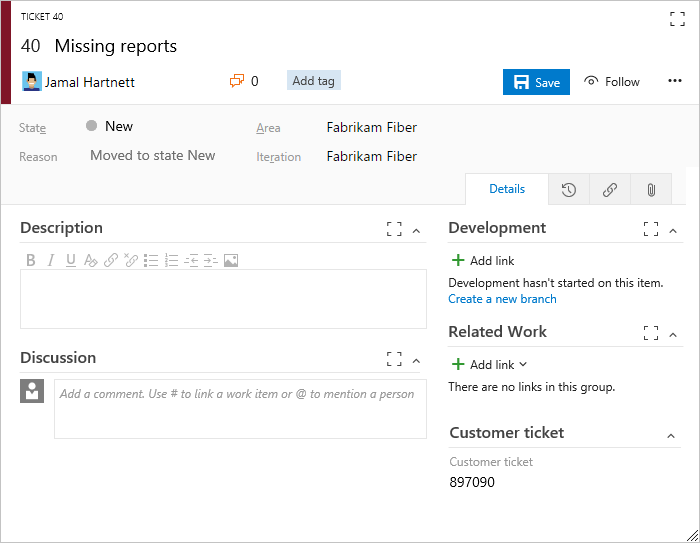 TICKET 40
40 Missing reports
Jamal Hartnett 0 Add tag Save Follow
State New Area Fabrikam Fiber
Reason Moved to state New Iteration Fabrikam Fiber
Details
Description
B I U
Discussion
Add a comment. Use # to link a work item or @ to mention a person
Development
Add link
Development hasn't started on this item.
Create a new branch
Related Work
Add link
There are no links in this group.
Customer ticket
Customer ticket
897090